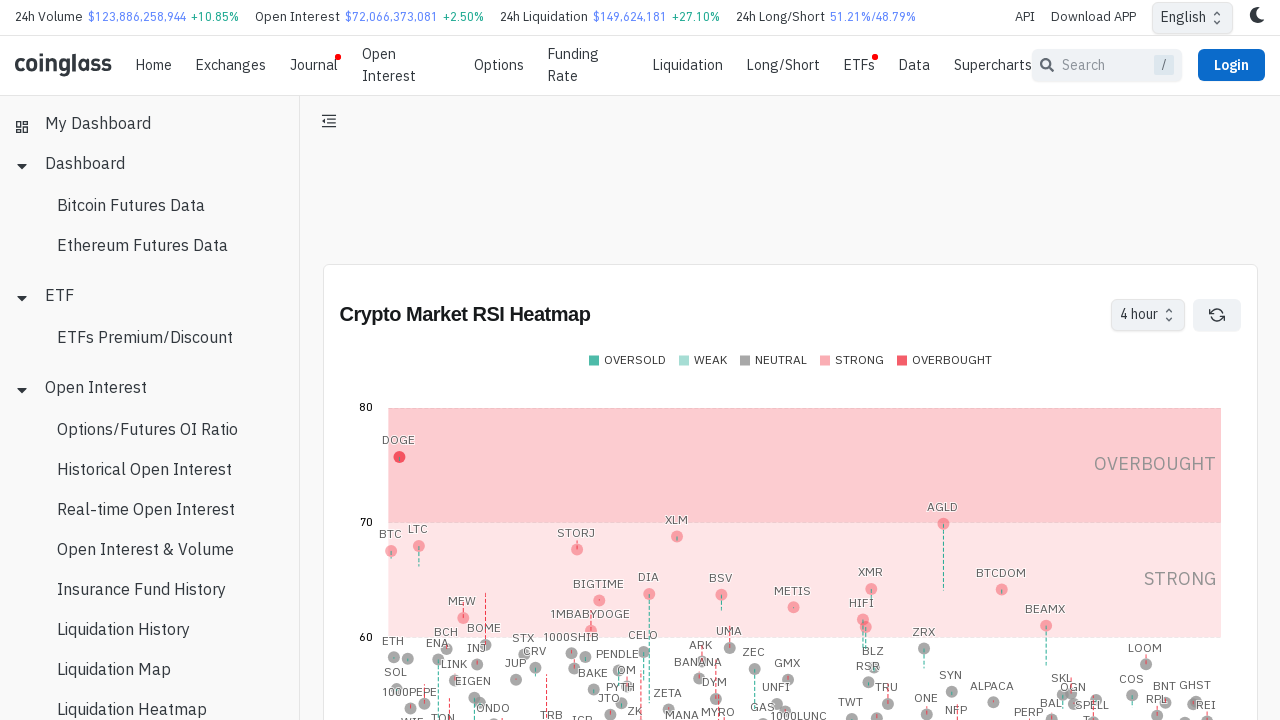 24h Volume $123,886,258,944 +10.85% Open Interest $72,066,373,081 +2.50% 24h Liquidation $149,624,181 +27.10% 24h Long/Short 51.21%/48.79% API Download APP English
coinglass Home Exchanges Journal Open Interest Options Funding Rate Liquidation Long/Short ETFs Data Supercharts Search / Login
My Dashboard
Dashboard
Bitcoin Futures Data
Ethereum Futures Data
ETF
ETFs Premium/Discount
Open Interest
Options/Futures OI Ratio
Historical Open Interest
Real-time Open Interest
Open Interest & Volume
Insurance Fund History
Liquidation History
Liquidation Map
Liquidation Heatmap
Crypto Market RSI Heatmap 4 hour
OVERSOLD WEAK NEUTRAL STRONG OVERBOUGHT
80
DOGE
OVERBOUGHT
AGLD
70
XLM
BTC LTC STORJ
XMR BTCDOM STRONG
BIGTIME DIA BSV
METIS
MEW 1MBABYDOGE HIFI BEAMX
60
BCH BOME STX 1000SHIB CELO UMA ZRX
ETH ENA INJ CRV PENDLE ARK ZEC BLZ LOOM
SOL LINK JUP BAKE OM BANANA GMX RSR SYN SKL COS
1000PEPE EIGEN JTO PYTH ZETA DYM UNFI TRU ALPACA OGN BNT GHST
ONDO ZK MANA MYRO GAS 1000LUNC TWT ONE NFP PERP BAL SPELL RPL REI
WIF TON TRB ICP